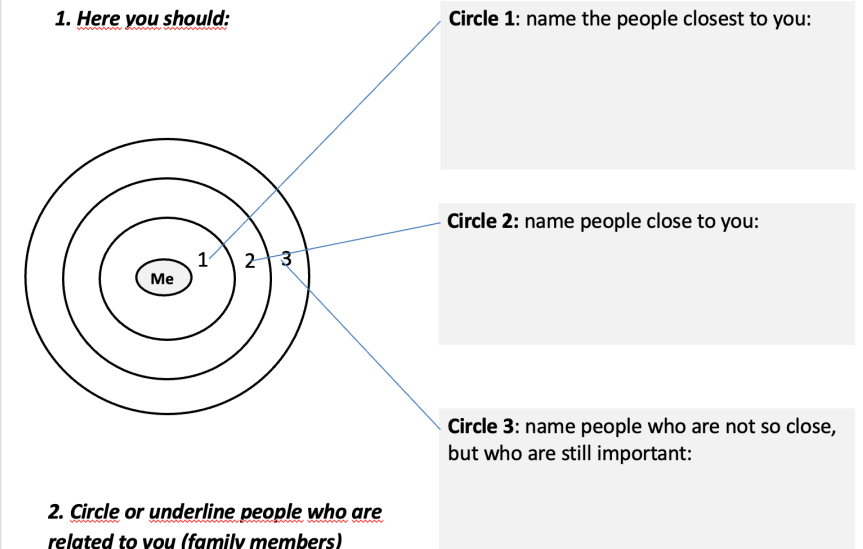 1. Here you should:
Circle 1: name the people closest to you:
Me
1
2
3
Circle 2: name people close to you:
Circle 3: name people who are not so close,
but who are still important:
2. Circle or underline people who are
related to you (family members)